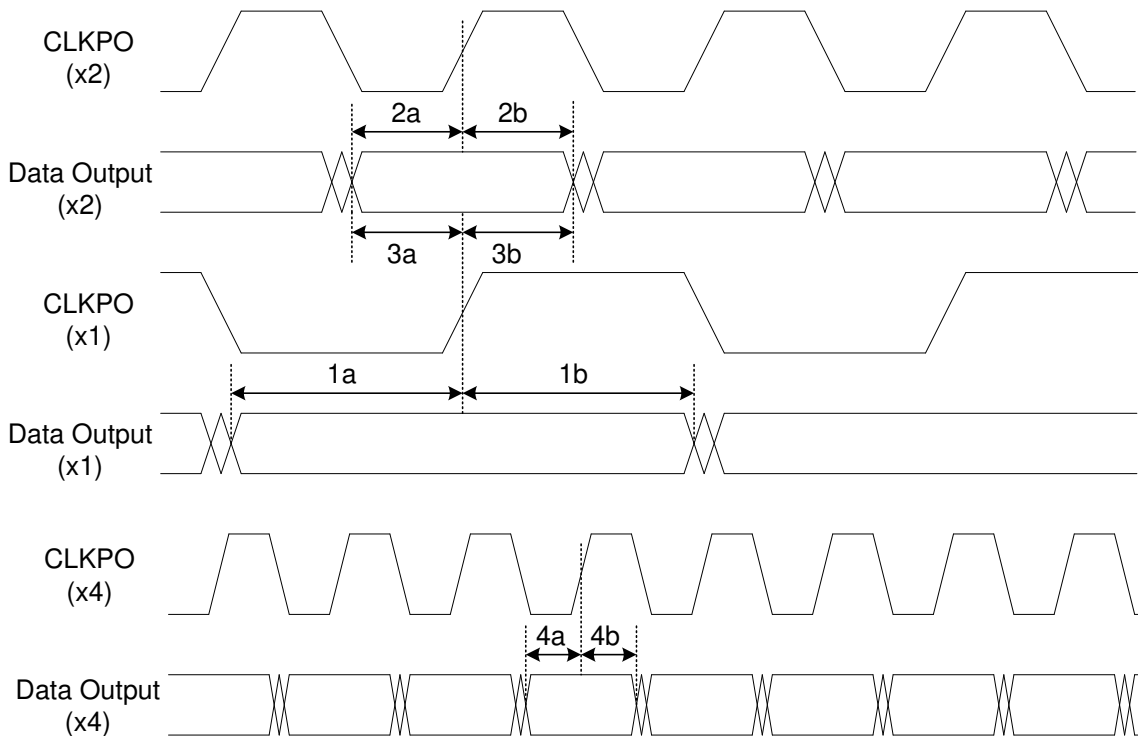 CLKPO
(x2)
2a 2b
Data Output
(x2)
3a 3b
CLKPO
(x1)
1a 1b
Data Output
(x1)
CLKPO
(x4)
4a 4b
Data Output
(x4)